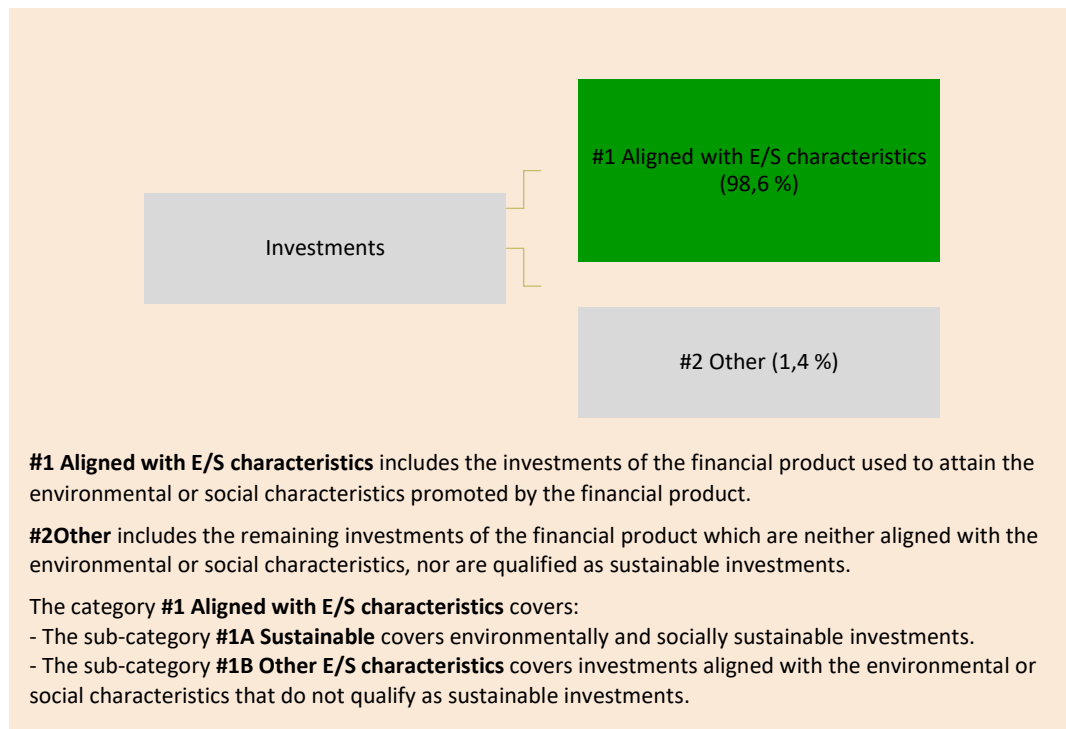 #1 Aligned with E/S characteristics
(98,6 %)
Investments
#2 Other (1,4 %)
#1 Aligned with E/S characteristics includes the investments of the financial product used to attain the
environmental or social characteristics promoted by the financial product.
#2Other includes the remaining investments of the financial product which are neither aligned with the
environmental or social characteristics, nor are qualified as sustainable investments.
The category #1 Aligned with E/S characteristics covers:
- The sub-category #1A Sustainable covers environmentally and socially sustainable investments.
- The sub-category #1B Other E/S characteristics covers investments aligned with the environmental or
social characteristics that do not qualify as sustainable investments.